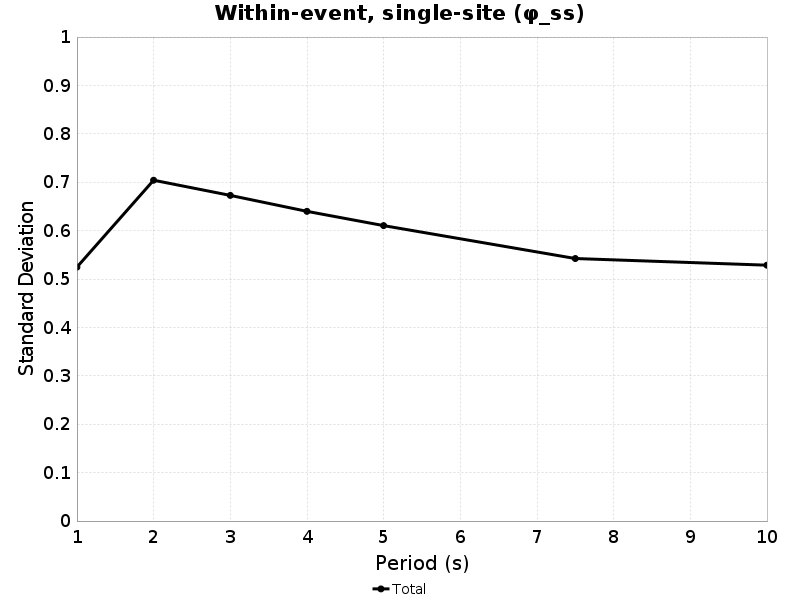 Within-event, single-site (φ_ss)
1
0.9
0.8
0.7
0.6
0.5
0.4
0.3
0.2
0.1
0
Standard Deviation
1 2 3 4 5 6 7 8 9 10
Period (s)
Total